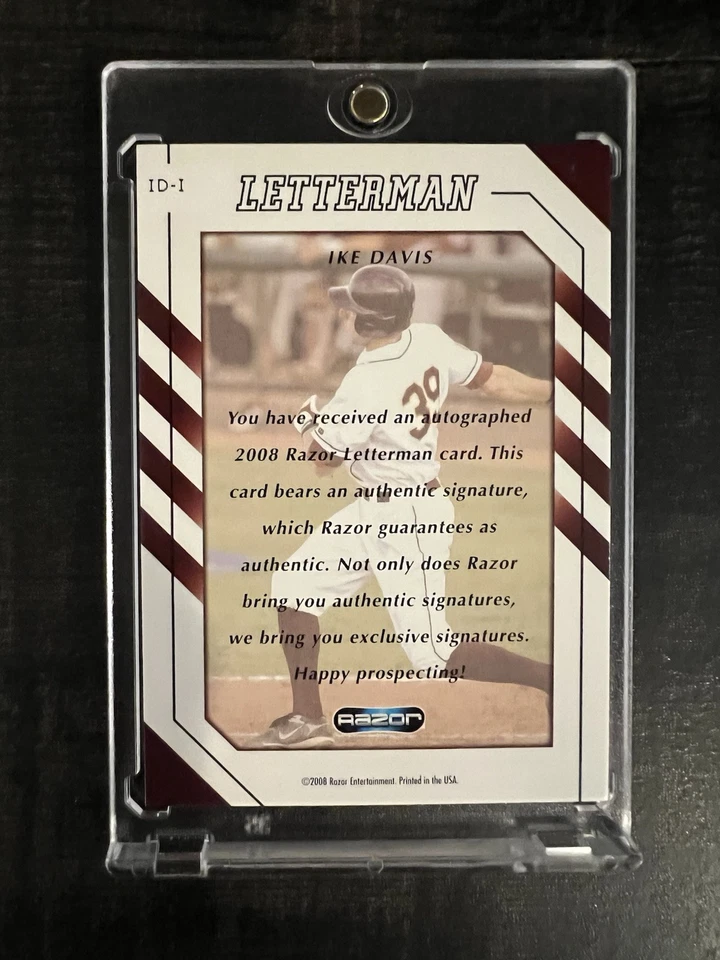 ID-I
LETTERMAN
IKE DAVIS
39
You have received an autographed
2008 Razor Letterman card. This
card bears an authentic signature,
which Razor guarantees as
authentic. Not only does Razor
bring you authentic signatures,
we bring you exclusive signatures.
Happy prospecting!
Razor
©2008 Razor Entertainment. Printed in the USA.